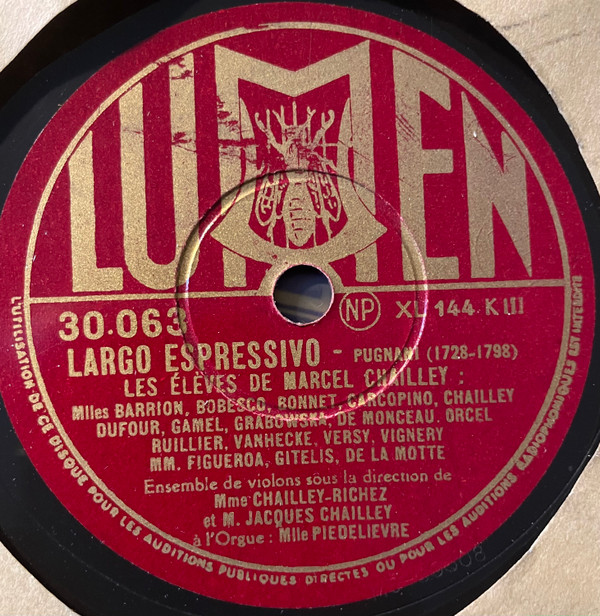 LUMEN
30.063
NP XL 144. K III
LARGO ESPRESSIVO - PUGNANI (1728-1798)
LES ÉLÈVES DE MARCEL CHAILLEY :
Mlles BARRION, BOBESCO, BONNET, CARCOPINO, CHAILLEY
DUFOUR, GAMEL, GRABOWSKA, DE MONCEAU, ORCEL
RUILLIER, VANHECKE, VERSY, VIGNERY
MM. FIGUEROA, GITELIS, DE LA MOTTE
Ensemble de violons sous la direction de
Mme CHAILLEY-RICHEZ
et M. JACQUES CHAILLEY
à l'Orgue : Mlle PIEDELIEVRE
L'UTILISATION DE CE DISQUE POUR LES AUDITIONS PUBLIQUES DIRECTES OU POUR LES AUDITIONS RADIOPHONIQUES EST INTERDITE